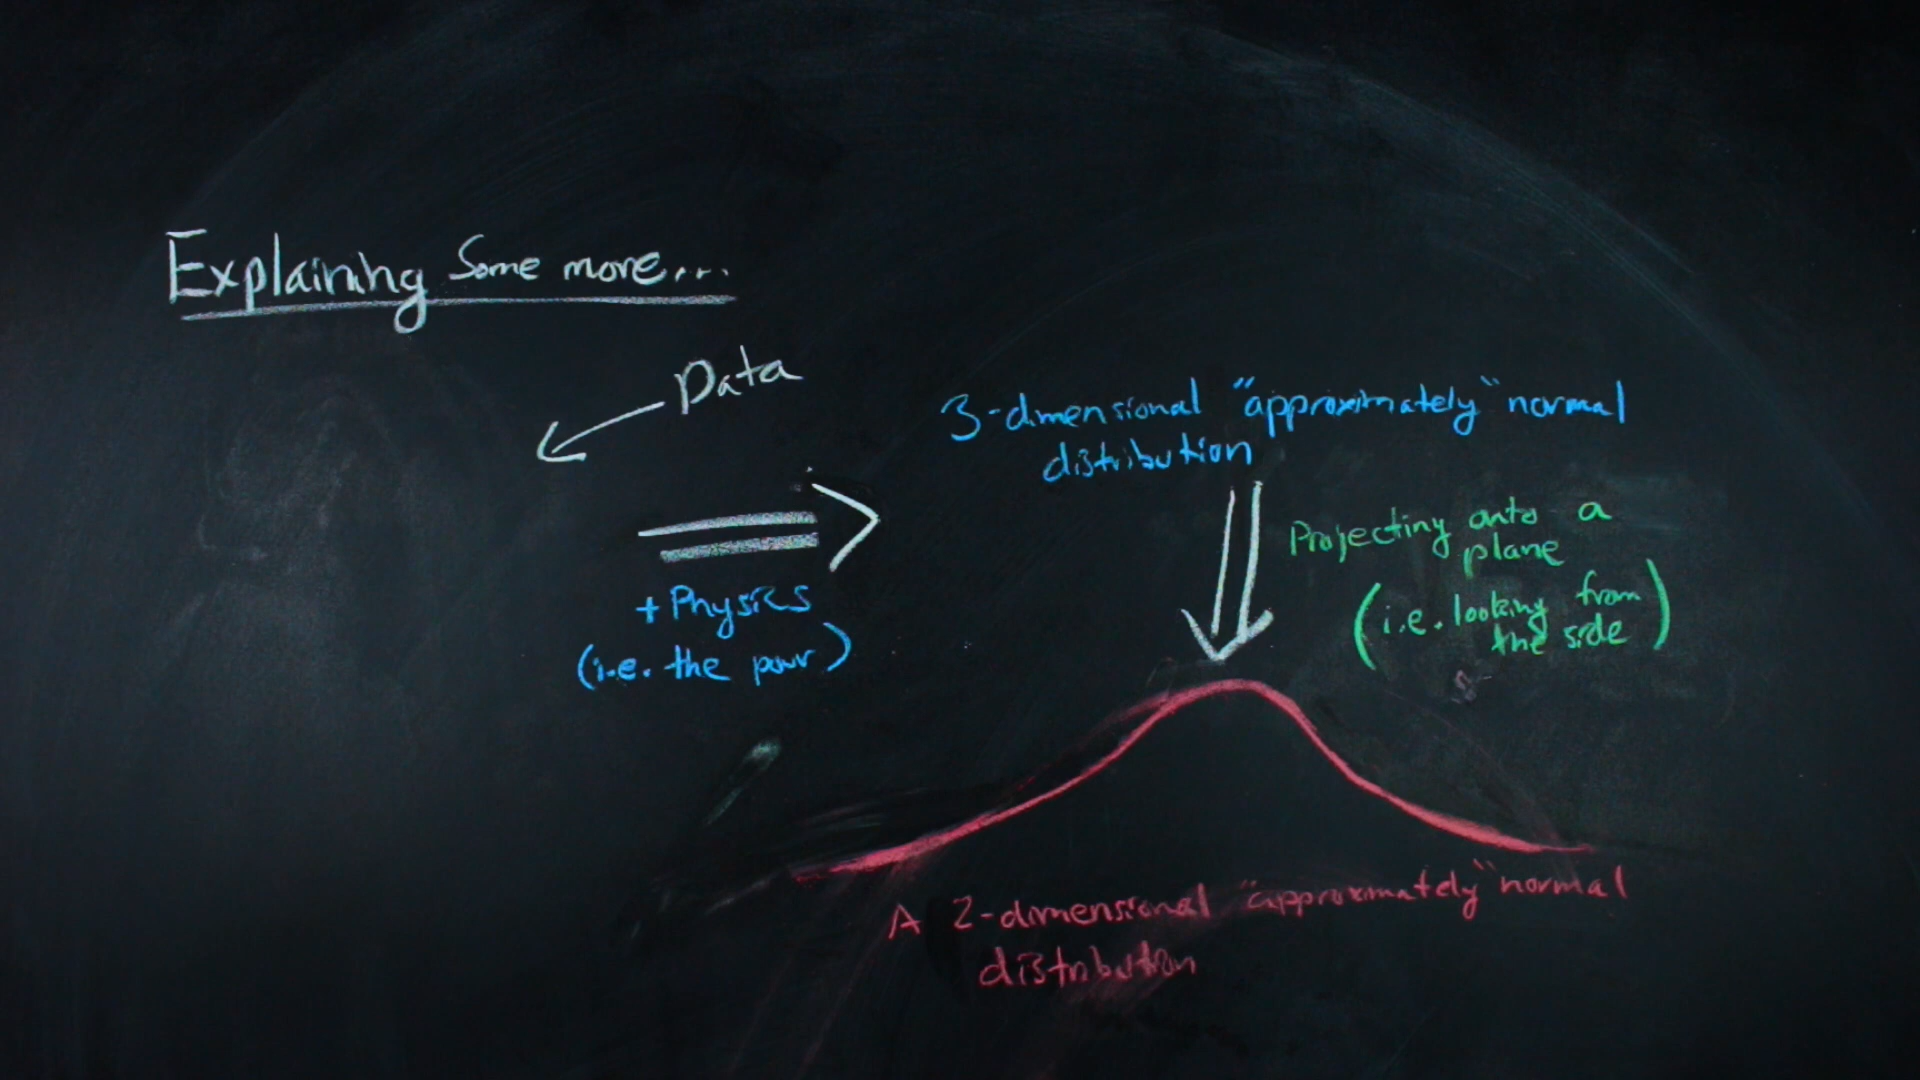 Explaining Some more...
Data
3-dimensional "approximately" normal
distribution
Projecting onto a
plane
(i.e. looking from
the side)
+ Physics
(i.e. the pour)
A 2-dimensional "approximately" normal
distribution